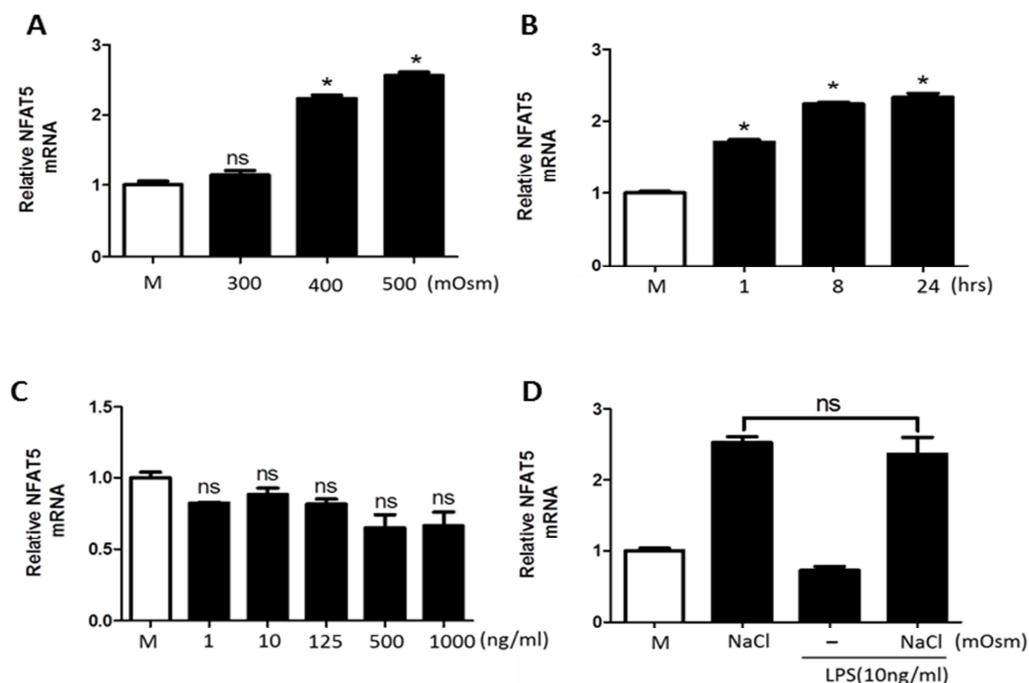 A
Relative NFAT5
mRNA
3
2
1
0
ns
*
*
M 300 400 500 (mOsm)
B
Relative NFAT5
mRNA
3
2
1
0
*
*
*
M 1 8 24 (hrs)
C
Relative NFAT5
mRNA
1.5
1.0
0.5
0.0
ns ns ns ns ns
M 1 10 125 500 1000 (ng/ml)
D
Relative NFAT5
mRNA
3
2
1
0
ns
M NaCl – NaCl (mOsm)
LPS(10ng/ml)